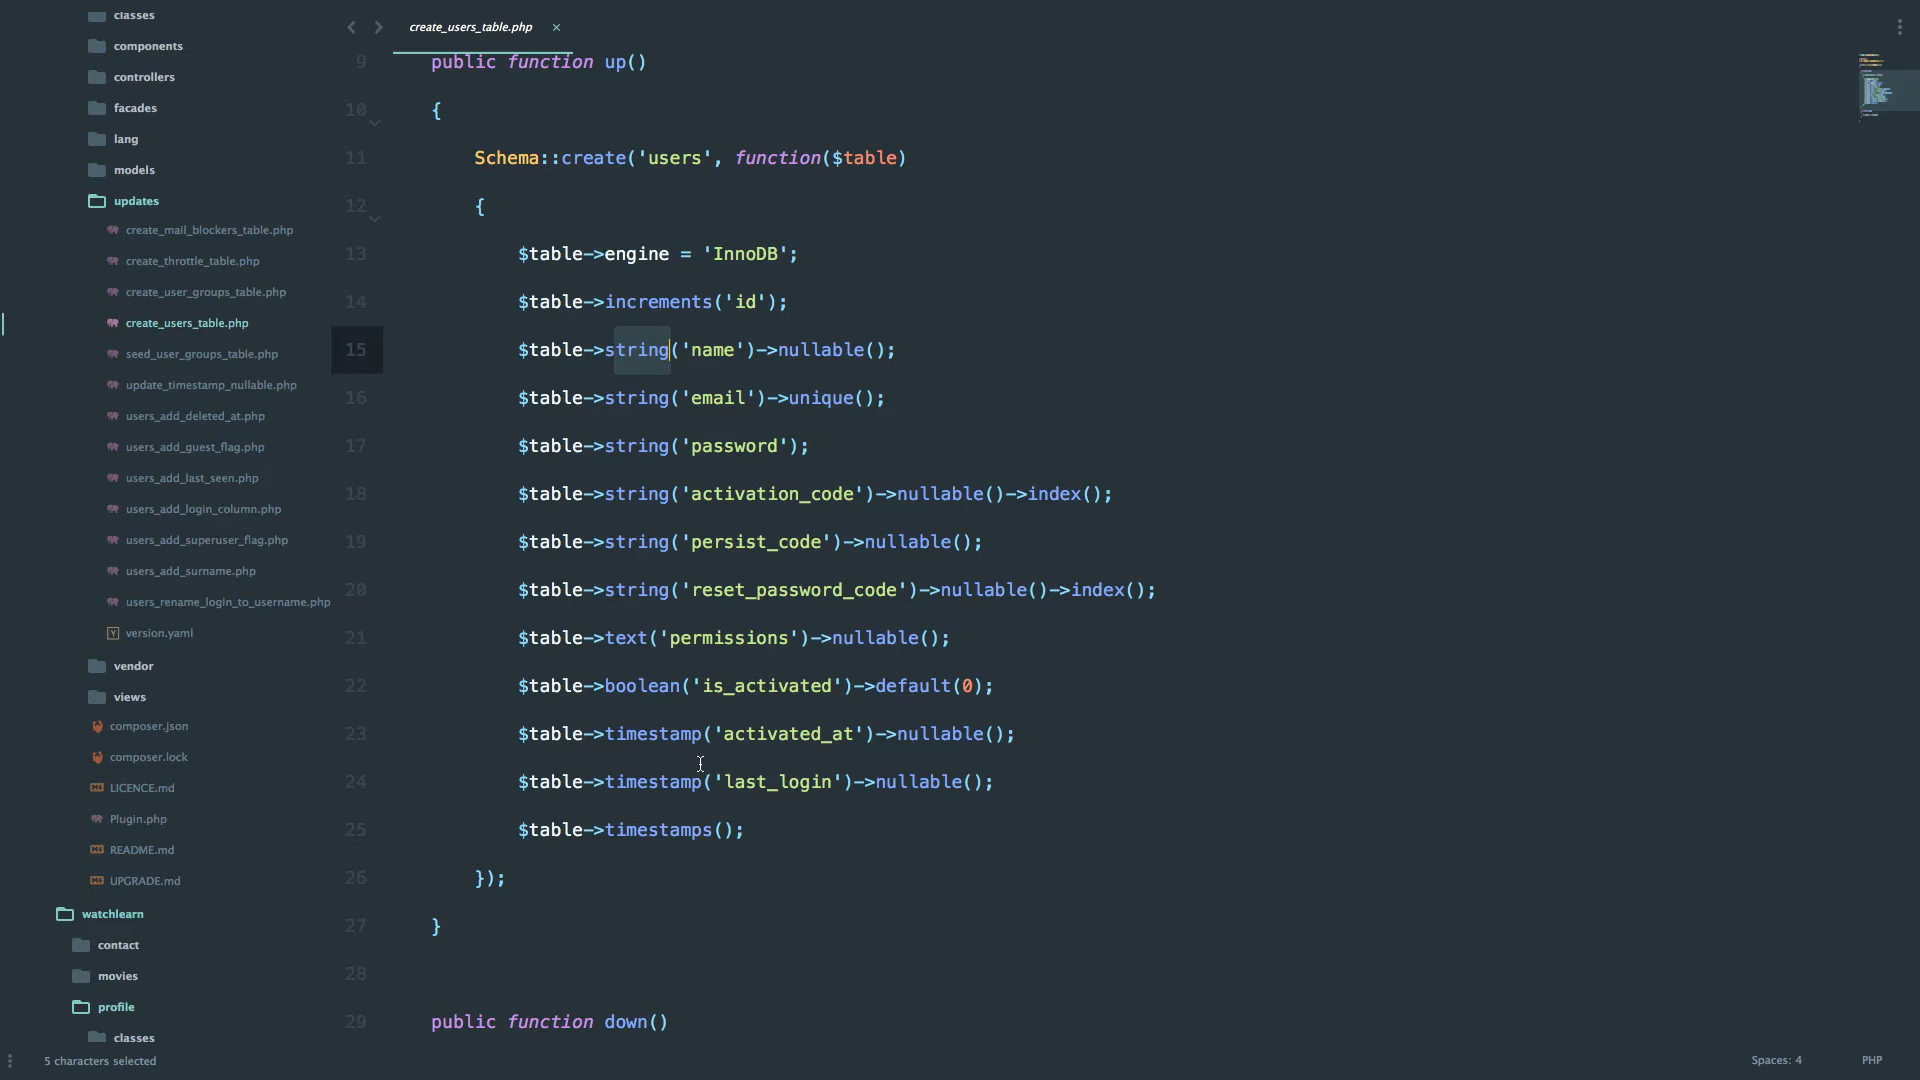 classes
components
controllers
facades
lang
models
updates
create_mail_blockers_table.php
create_throttle_table.php
create_user_groups_table.php
create_users_table.php
seed_user_groups_table.php
update_timestamp_nullable.php
users_add_deleted_at.php
users_add_guest_flag.php
users_add_last_seen.php
users_add_login_column.php
users_add_superuser_flag.php
users_add_surname.php
users_rename_login_to_username.php
version.yaml
vendor
views
composer.json
composer.lock
LICENCE.md
Plugin.php
README.md
UPGRADE.md
watchlearn
contact
movies
profile
classes
create_users_table.php ×
9 public function up()
10 {
11 Schema::create('users', function($table)
12 {
13 $table->engine = 'InnoDB';
14 $table->increments('id');
15 $table->string('name')->nullable();
16 $table->string('email')->unique();
17 $table->string('password');
18 $table->string('activation_code')->nullable()->index();
19 $table->string('persist_code')->nullable();
20 $table->string('reset_password_code')->nullable()->index();
21 $table->text('permissions')->nullable();
22 $table->boolean('is_activated')->default(0);
23 $table->timestamp('activated_at')->nullable();
24 $table->timestamp('last_login')->nullable();
25 $table->timestamps();
26 });
27 }
28
29 public function down()
5 characters selected
Spaces: 4 PHP